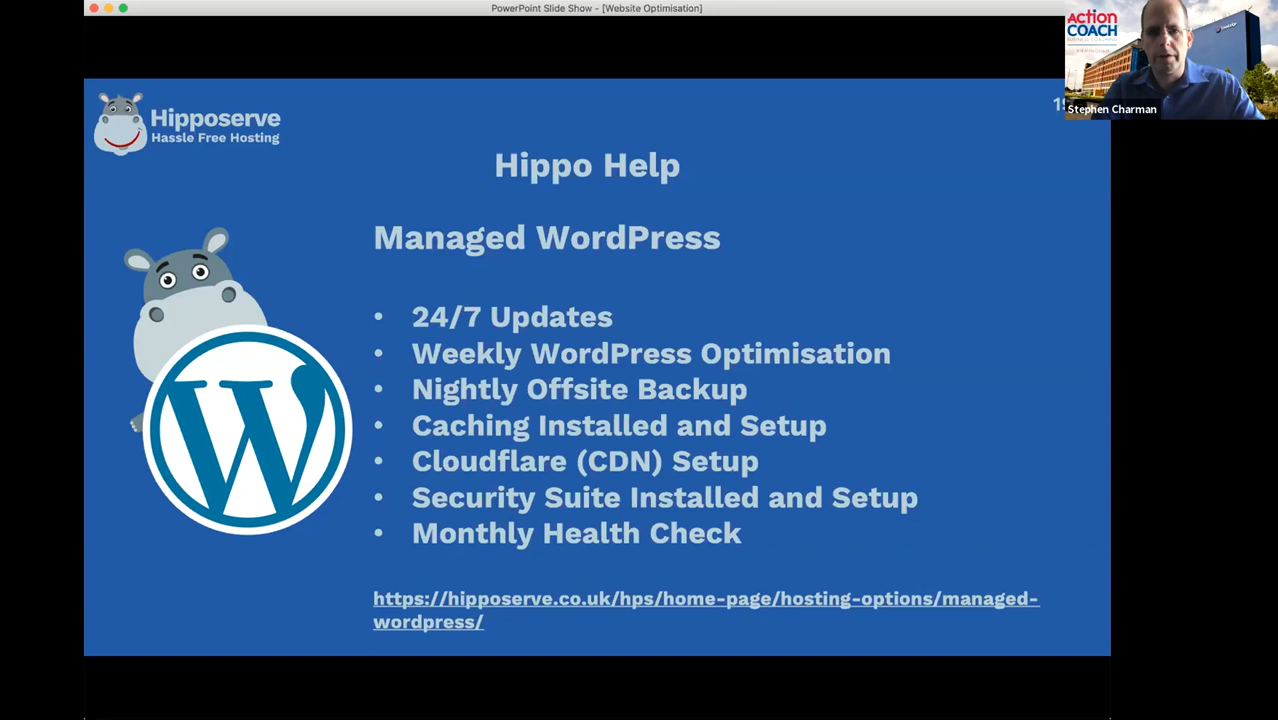 PowerPoint Slide Show - [Website Optimisation]
ACTION
COACH
Stephen Charman
Hipposerve
Hassle Free Hosting
Hippo Help
Managed WordPress
• 24/7 Updates
• Weekly WordPress Optimisation
• Nightly Offsite Backup
• Caching Installed and Setup
• Cloudflare (CDN) Setup
• Security Suite Installed and Setup
• Monthly Health Check
https://hipposerve.co.uk/hps/home-page/hosting-options/managed-
wordpress/